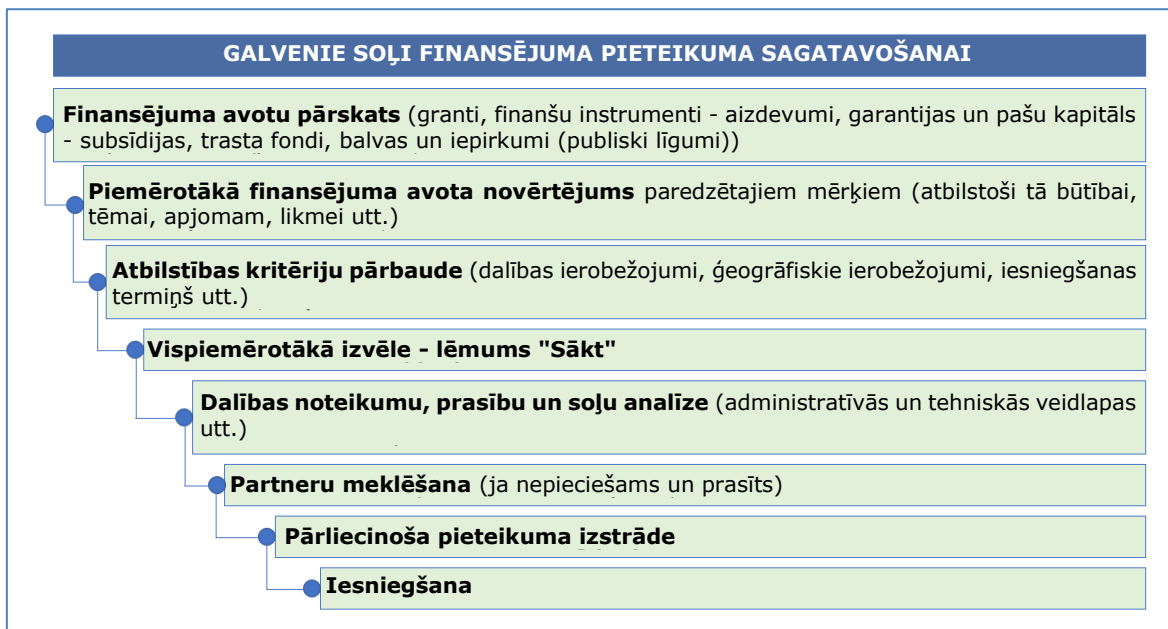 GALVENIE SOĻI FINANSĒJUMA PIETEIKUMA SAGATAVOŠANAI
Finansējuma avotu pārskats (granti, finanšu instrumenti - aizdevumi, garantijas un pašu kapitāls
- subsīdijas, trasta fondi, balvas un iepirkumi (publiski līgumi))
Piemērotākā finansējuma avota novērtējums paredzētajiem mērķiem (atbilstoši tā būtībai,
tēmai, apjomam, likmei utt.)
Atbilstības kritēriju pārbaude (dalības ierobežojumi, ģeogrāfiskie ierobežojumi, iesniegšanas
termiņš utt.)
Vispiemērotākā izvēle - lēmums "Sākt"
Dalības noteikumu, prasību un soļu analīze (administratīvās un tehniskās veidlapas
utt.)
Partneru meklēšana (ja nepieciešams un prasīts)
Pārliecinoša pieteikuma izstrāde
Iesniegšana